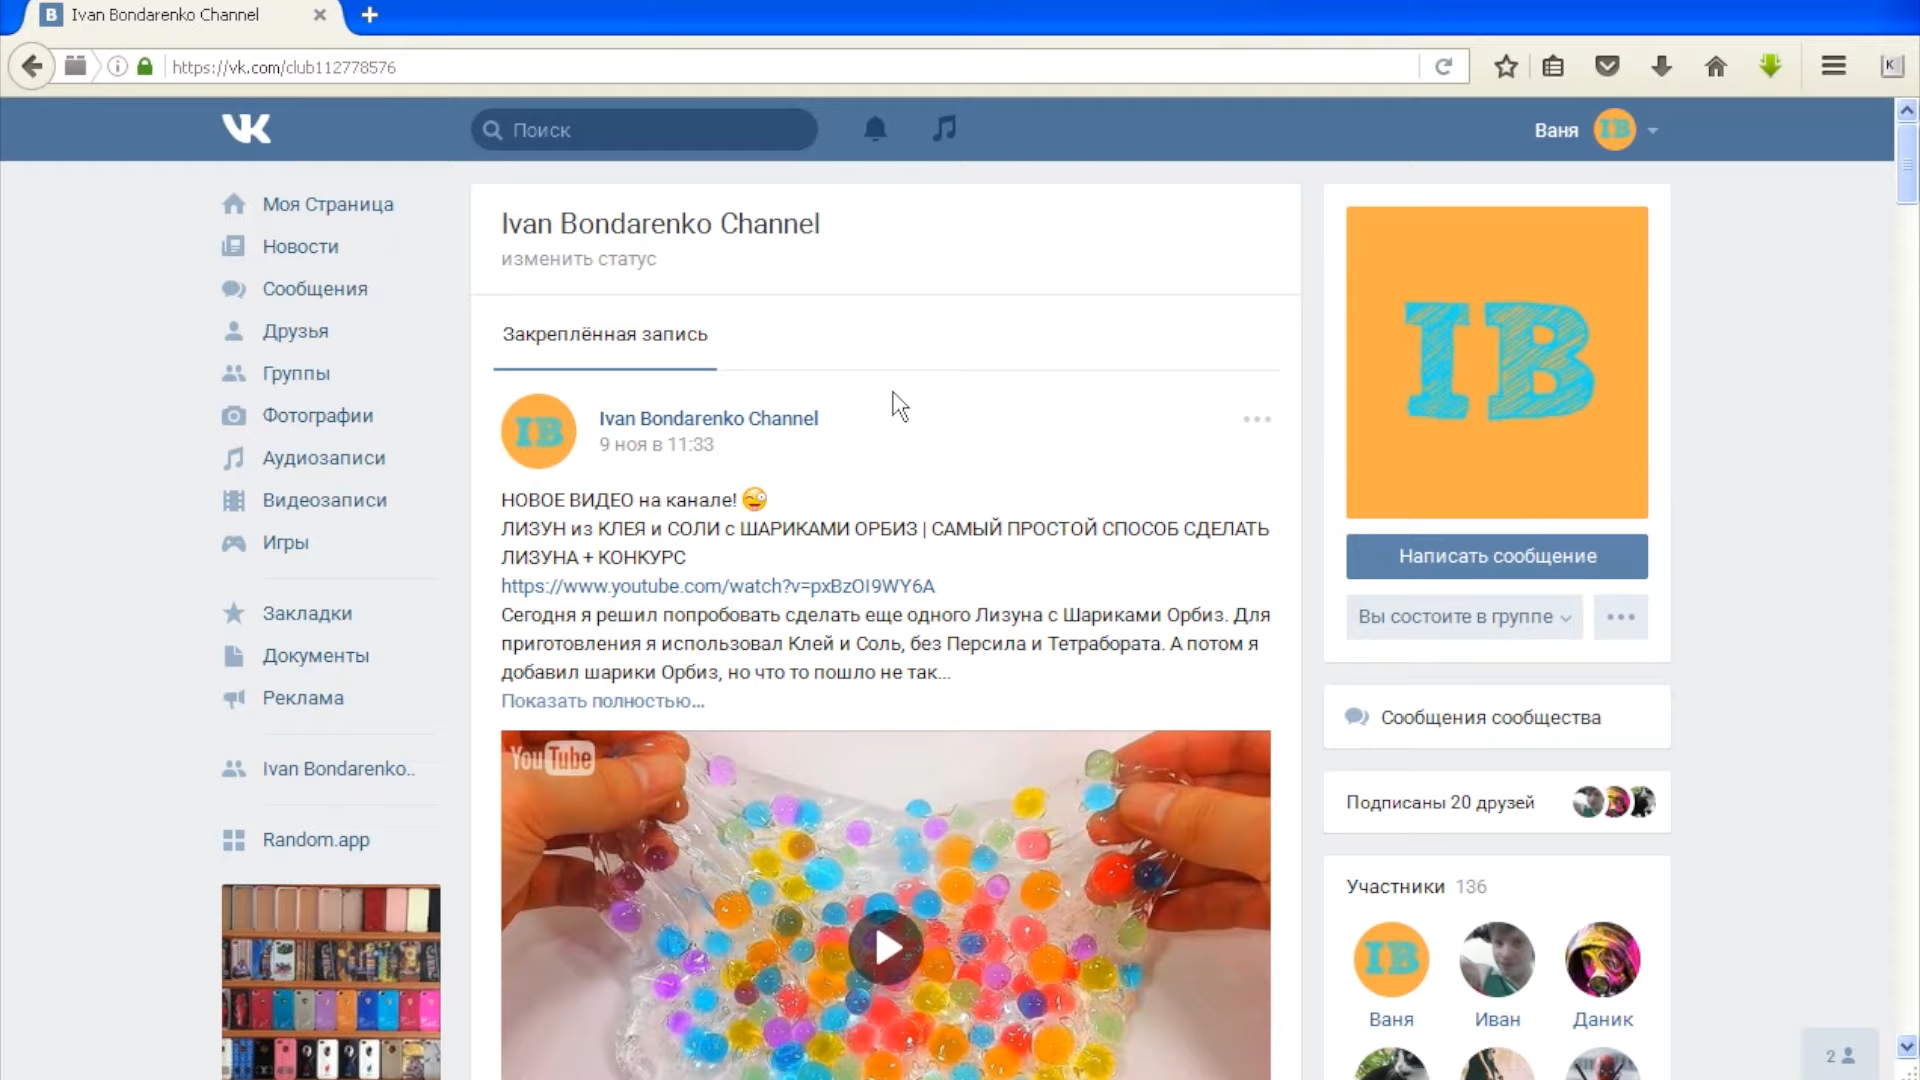 Ivan Bondarenko Channel
https://vk.com/club112778576
Поиск
Ваня
IB
Моя Страница
Новости
Сообщения
Друзья
Группы
Фотографии
Аудиозаписи
Видеозаписи
Игры
Закладки
Документы
Реклама
Ivan Bondarenko..
Random.app
Ivan Bondarenko Channel
изменить статус
Закреплённая запись
IB
Ivan Bondarenko Channel
9 ноя в 11:33
НОВОЕ ВИДЕО на канале!
ЛИЗУН из КЛЕЯ и СОЛИ с ШАРИКАМИ ОРБИЗ | САМЫЙ ПРОСТОЙ СПОСОБ СДЕЛАТЬ
ЛИЗУНА + КОНКУРС
https://www.youtube.com/watch?v=pxBzOI9WY6A
Сегодня я решил попробовать сделать еще одного Лизуна с Шариками Орбиз. Для
приготовления я использовал Клей и Соль, без Персила и Тетрабората. А потом я
добавил шарики Орбиз, но что то пошло не так...
Показать полностью...
YouTube
IB
Написать сообщение
Вы состоите в группе
Сообщения сообщества
Подписаны 20 друзей
Участники 136
IB
Ваня
Иван
Даник
2